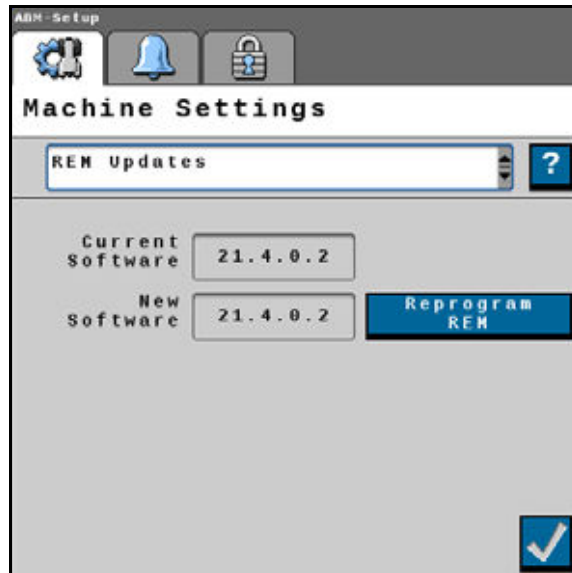 ABM-Setup
Machine Settings
REM Updates
?
Current
Software
21.4.0.2
New
Software
21.4.0.2
Reprogram
REM